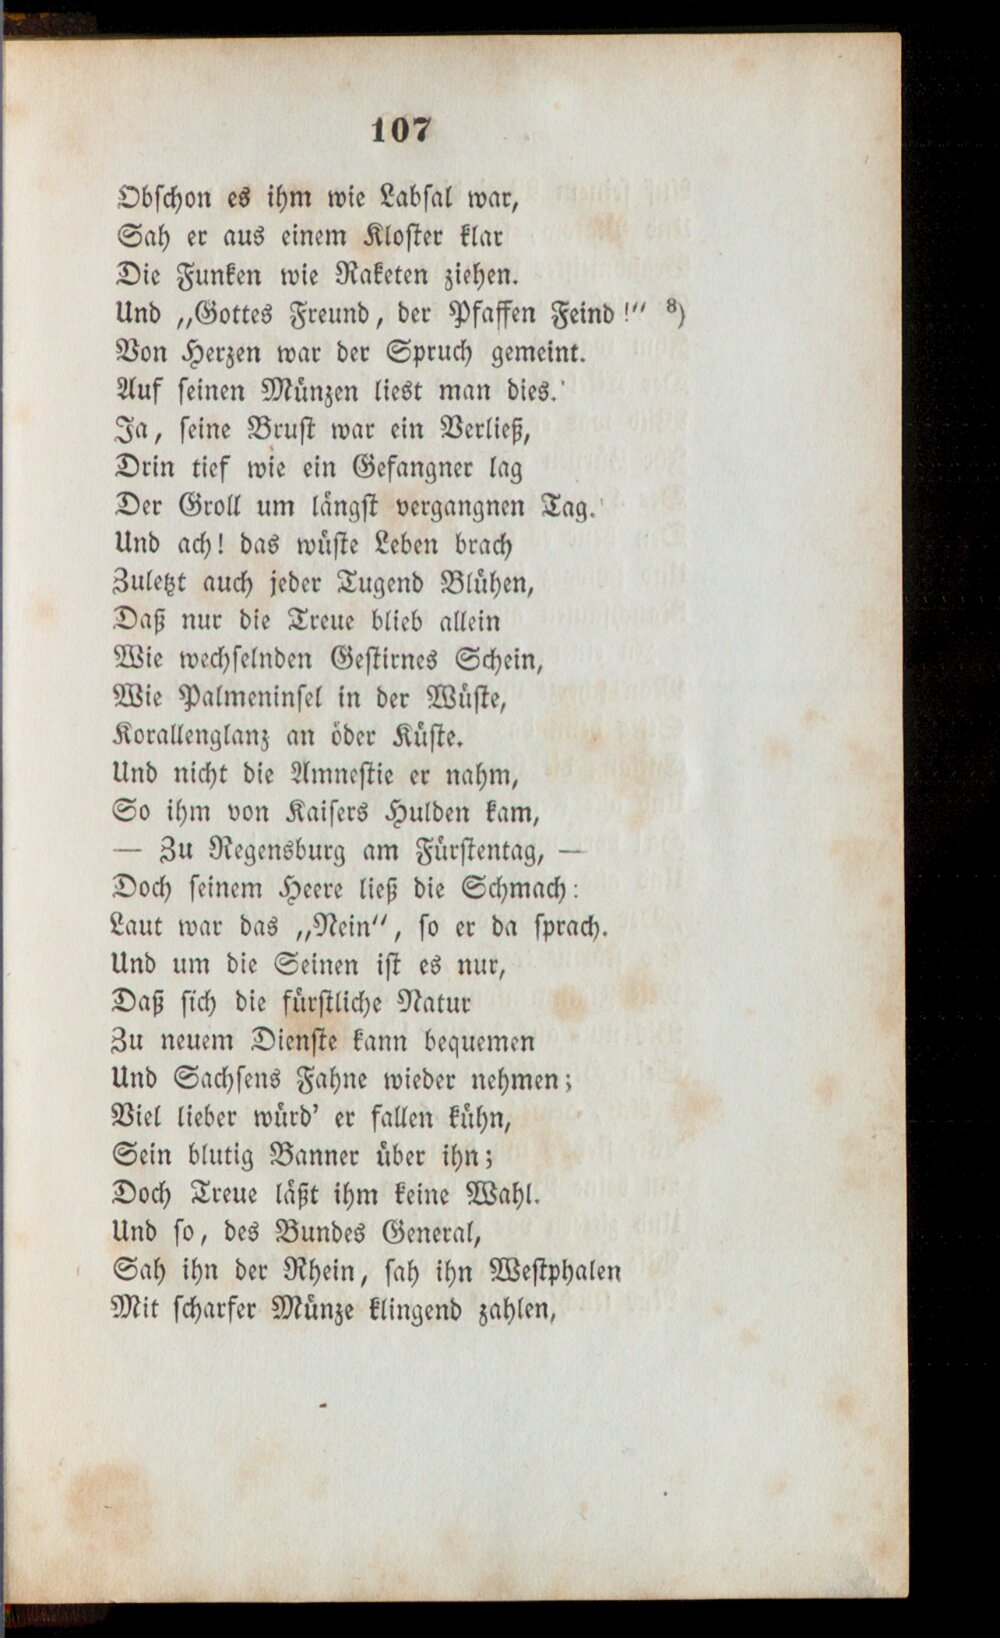 107
Obschon es ihm wie Labsal war,
Sah er aus einem Kloster klar
Die Funken wie Raketen ziehen.
Und „Gottes Freund, der Pfaffen Feind!“ 8)
Von Herzen war der Spruch gemeint.
Auf seinen Münzen liest man dies.
Ja, seine Brust war ein Verließ,
Drin tief wie ein Gefangner lag
Der Groll um längst vergangnen Tag.
Und ach! das wüste Leben brach
Zuletzt auch jeder Tugend Blühen,
Daß nur die Treue blieb allein
Wie wechselnden Gestirnes Schein,
Wie Palmeninsel in der Wüste,
Korallenglanz an öder Küste.
Und nicht die Amnestie er nahm,
So ihm von Kaisers Hulden kam,
— Zu Regensburg am Fürstentag, —
Doch seinem Heere ließ die Schmach:
Laut war das „Nein“, so er da sprach.
Und um die Seinen ist es nur,
Daß sich die fürstliche Natur
Zu neuem Dienste kann bequemen
Und Sachsens Fahne wieder nehmen;
Viel lieber würd’ er fallen kühn,
Sein blutig Banner über ihn;
Doch Treue läßt ihm keine Wahl.
Und so, des Bundes General,
Sah ihn der Rhein, sah ihn Westphalen
Mit scharfer Münze klingend zahlen,